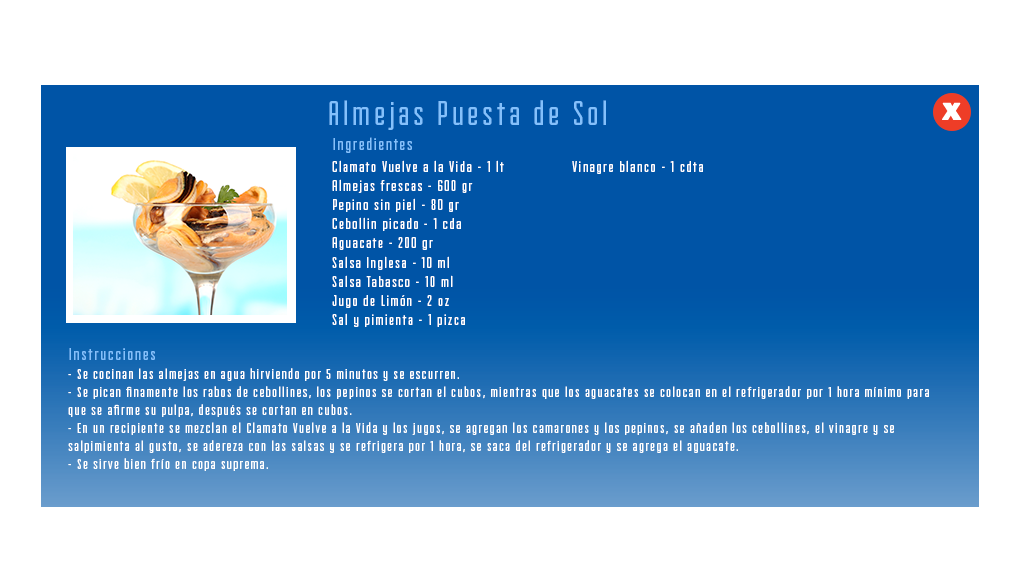 Almejas Puesta de Sol
X
Ingredientes
Clamato Vuelve a la Vida - 1 lt
Almejas frescas - 600 gr
Pepino sin piel - 80 gr
Cebollin picado - 1 cda
Aguacate - 200 gr
Salsa Inglesa - 10 ml
Salsa Tabasco - 10 ml
Jugo de Limón - 2 oz
Sal y pimienta - 1 pizca
Vinagre blanco - 1 cdta
Instrucciones
- Se cocinan las almejas en agua hirviendo por 5 minutos y se escurren.
- Se pican finamente los rabos de cebollines, los pepinos se cortan el cubos, mientras que los aguacates se colocan en el refrigerador por 1 hora mínimo para
que se afirme su pulpa, después se cortan en cubos.
- En un recipiente se mezclan el Clamato Vuelve a la Vida y los jugos, se agregan los camarones y los pepinos, se añaden los cebollines, el vinagre y se
salpimienta al gusto, se adereza con las salsas y se refrigera por 1 hora, se saca del refrigerador y se agrega el aguacate.
- Se sirve bien frío en copa suprema.